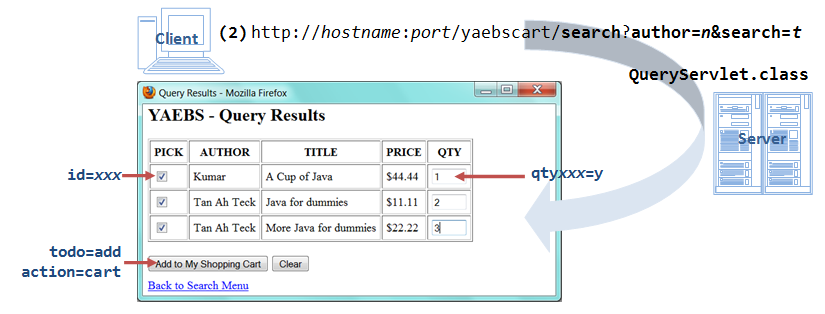 Client
(2) http://hostname:port/yaebscart/search?author=n&search=t
QueryServlet.class
Server
Query Results - Mozilla Firefox
YAEBS - Query Results
PICK AUTHOR TITLE PRICE QTY
id=xxx
Kumar A Cup of Java $44.44 1
qtyxxx=y
Tan Ah Teck Java for dummies $11.11 2
Tan Ah Teck More Java for dummies $22.22 3
todo=add
action=cart
Add to My Shopping Cart Clear
Back to Search Menu